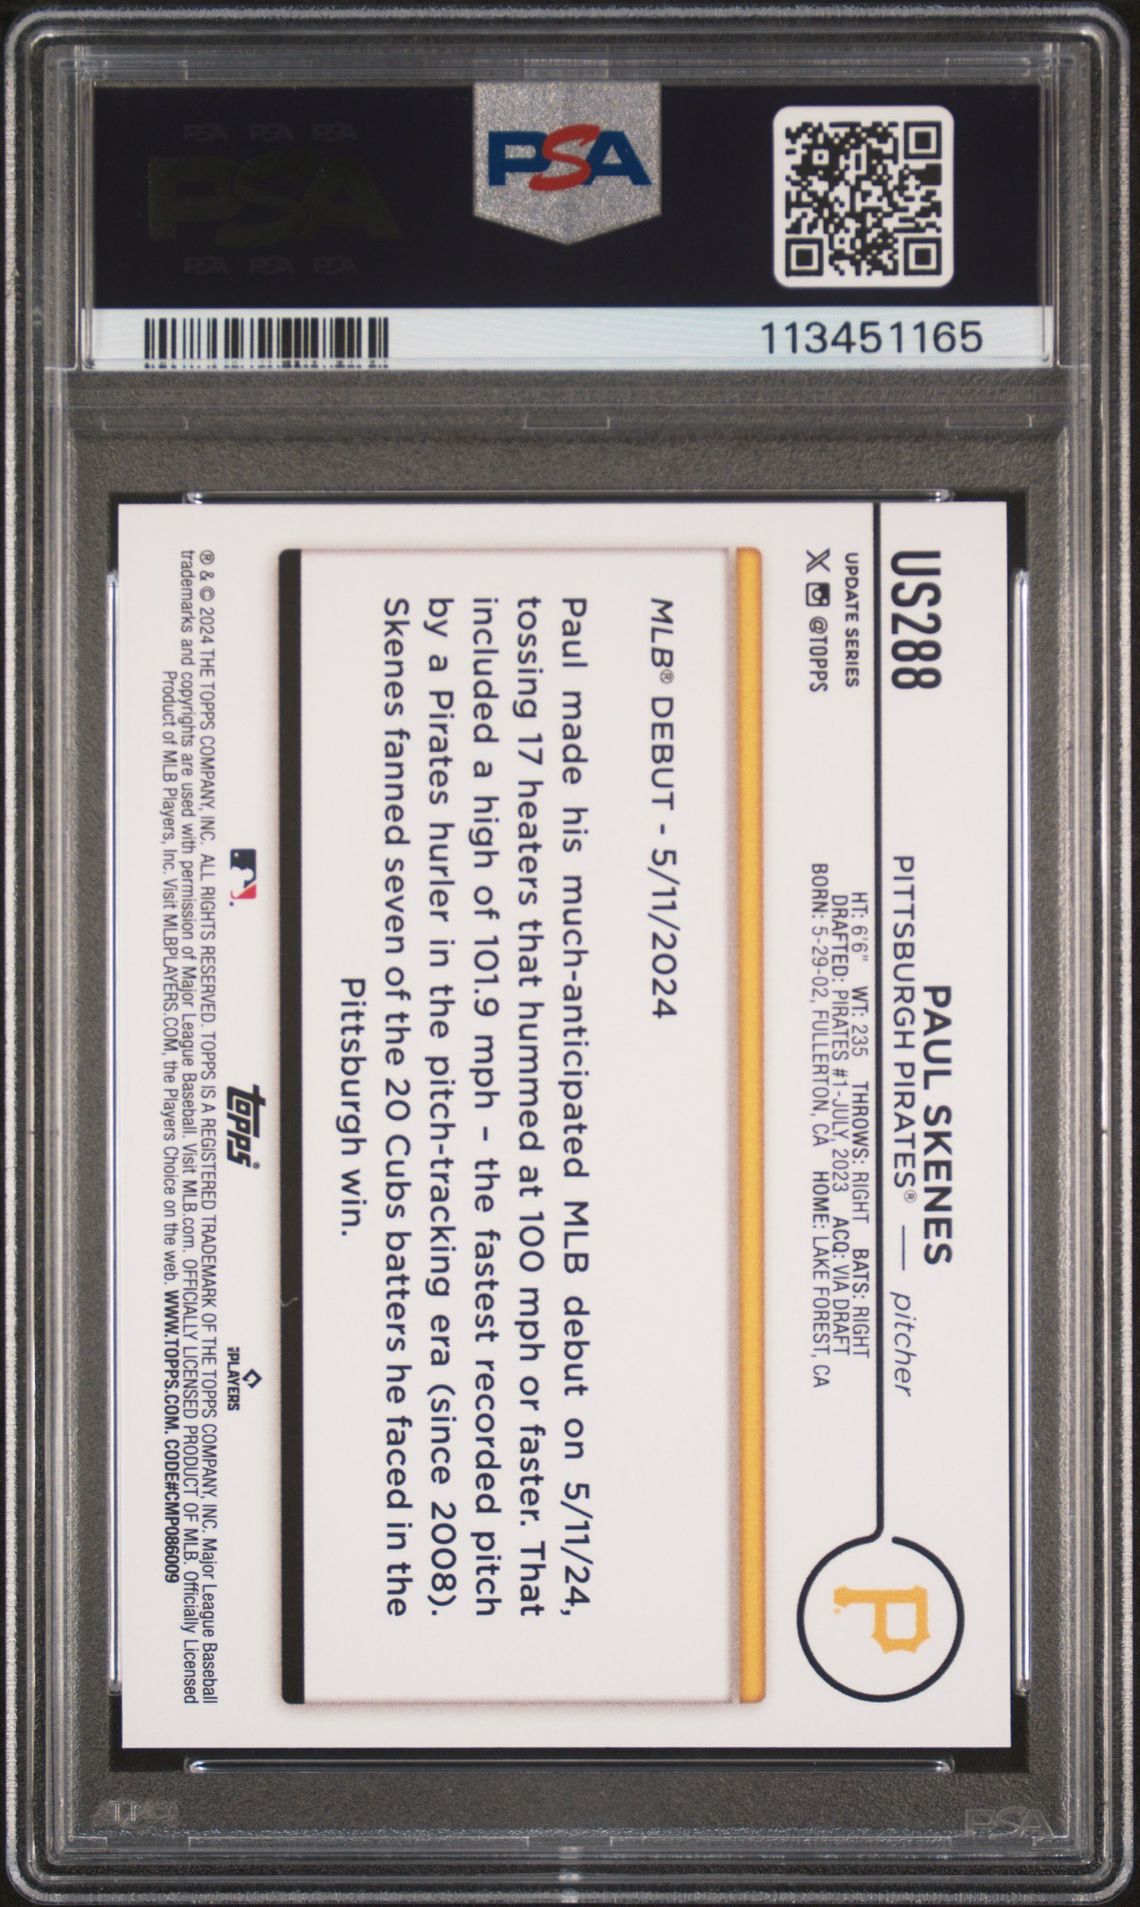 PSA PSA PSA
PSA
PSA PSA PSA
PSA
113451165
US288
PAUL SKENES
PITTSBURGH PIRATES® — pitcher
UPDATE SERIES
X @TOPPS
HT: 6'6" WT: 235 THROWS: RIGHT BATS: RIGHT
DRAFTED: PIRATES #1-JULY, 2023 ACQ: VIA DRAFT
BORN: 5-29-02, FULLERTON, CA HOME: LAKE FOREST, CA
P
MLB® DEBUT - 5/11/2024
Paul made his much-anticipated MLB debut on 5/11/24,
tossing 17 heaters that hummed at 100 mph or faster. That
included a high of 101.9 mph – the fastest recorded pitch
by a Pirates hurler in the pitch-tracking era (since 2008).
Skenes fanned seven of the 20 Cubs batters he faced in the
Pittsburgh win.
topps®
PLAYERS
® & © 2024 THE TOPPS COMPANY, INC. ALL RIGHTS RESERVED. TOPPS IS A REGISTERED TRADEMARK OF THE TOPPS COMPANY, INC. Major League Baseball
trademarks and copyrights are used with permission of Major League Baseball. Visit MLB.com. OFFICIALLY LICENSED PRODUCT OF MLB. Officially Licensed
Product of MLB Players, Inc. Visit MLBPLAYERS.COM, the Players Choice on the web. WWW.TOPPS.COM. CODE#CMP086009
PSA